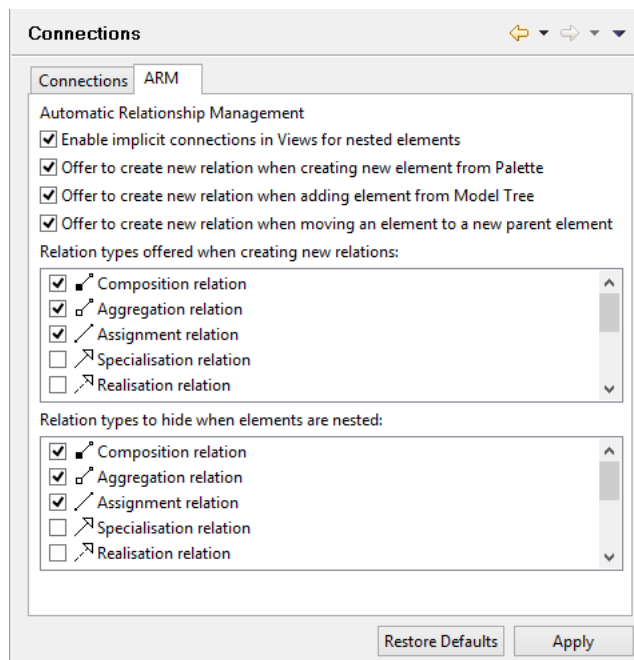 Connections
Connections ARM
Automatic Relationship Management
Enable implicit connections in Views for nested elements
Offer to create new relation when creating new element from Palette
Offer to create new relation when adding element from Model Tree
Offer to create new relation when moving an element to a new parent element
Relation types offered when creating new relations:
Composition relation
Aggregation relation
Assignment relation
Specialisation relation
Realisation relation
Relation types to hide when elements are nested:
Composition relation
Aggregation relation
Assignment relation
Specialisation relation
Realisation relation
Restore Defaults Apply